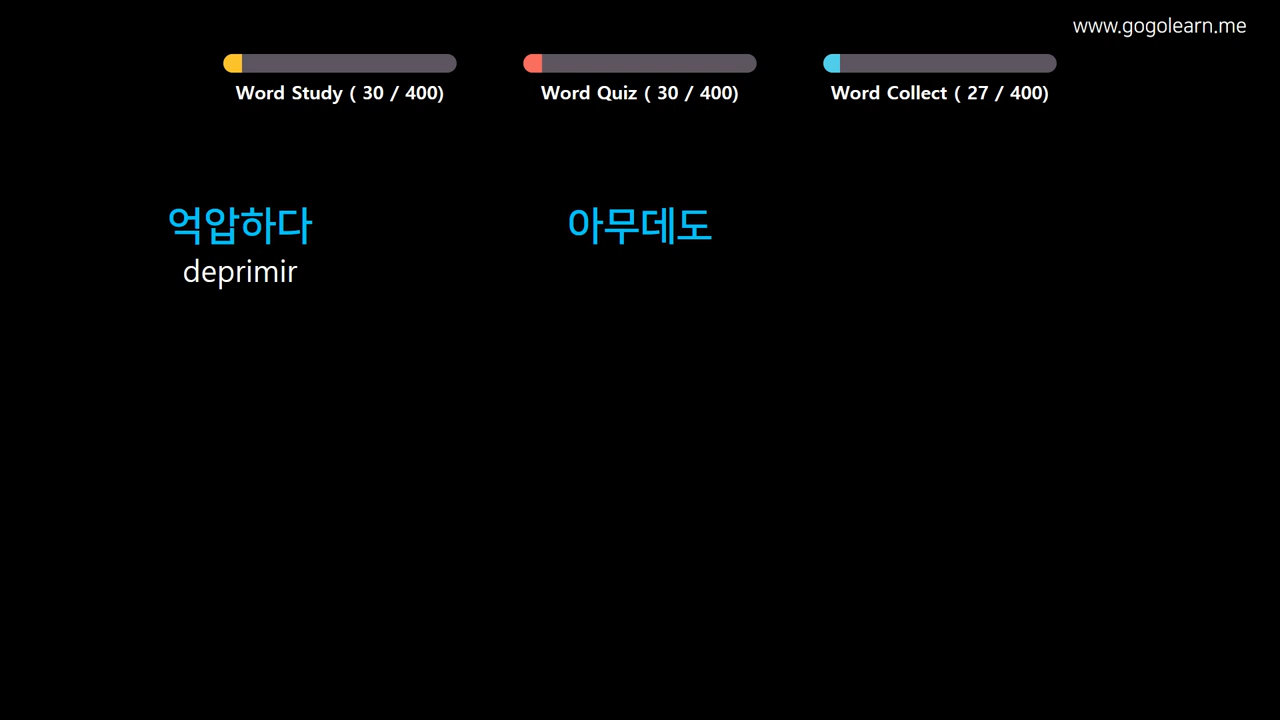 www.gogolearn.me
Word Study ( 30 / 400)
Word Quiz ( 30 / 400)
Word Collect ( 27 / 400)
억압하다
deprimir
아무데도